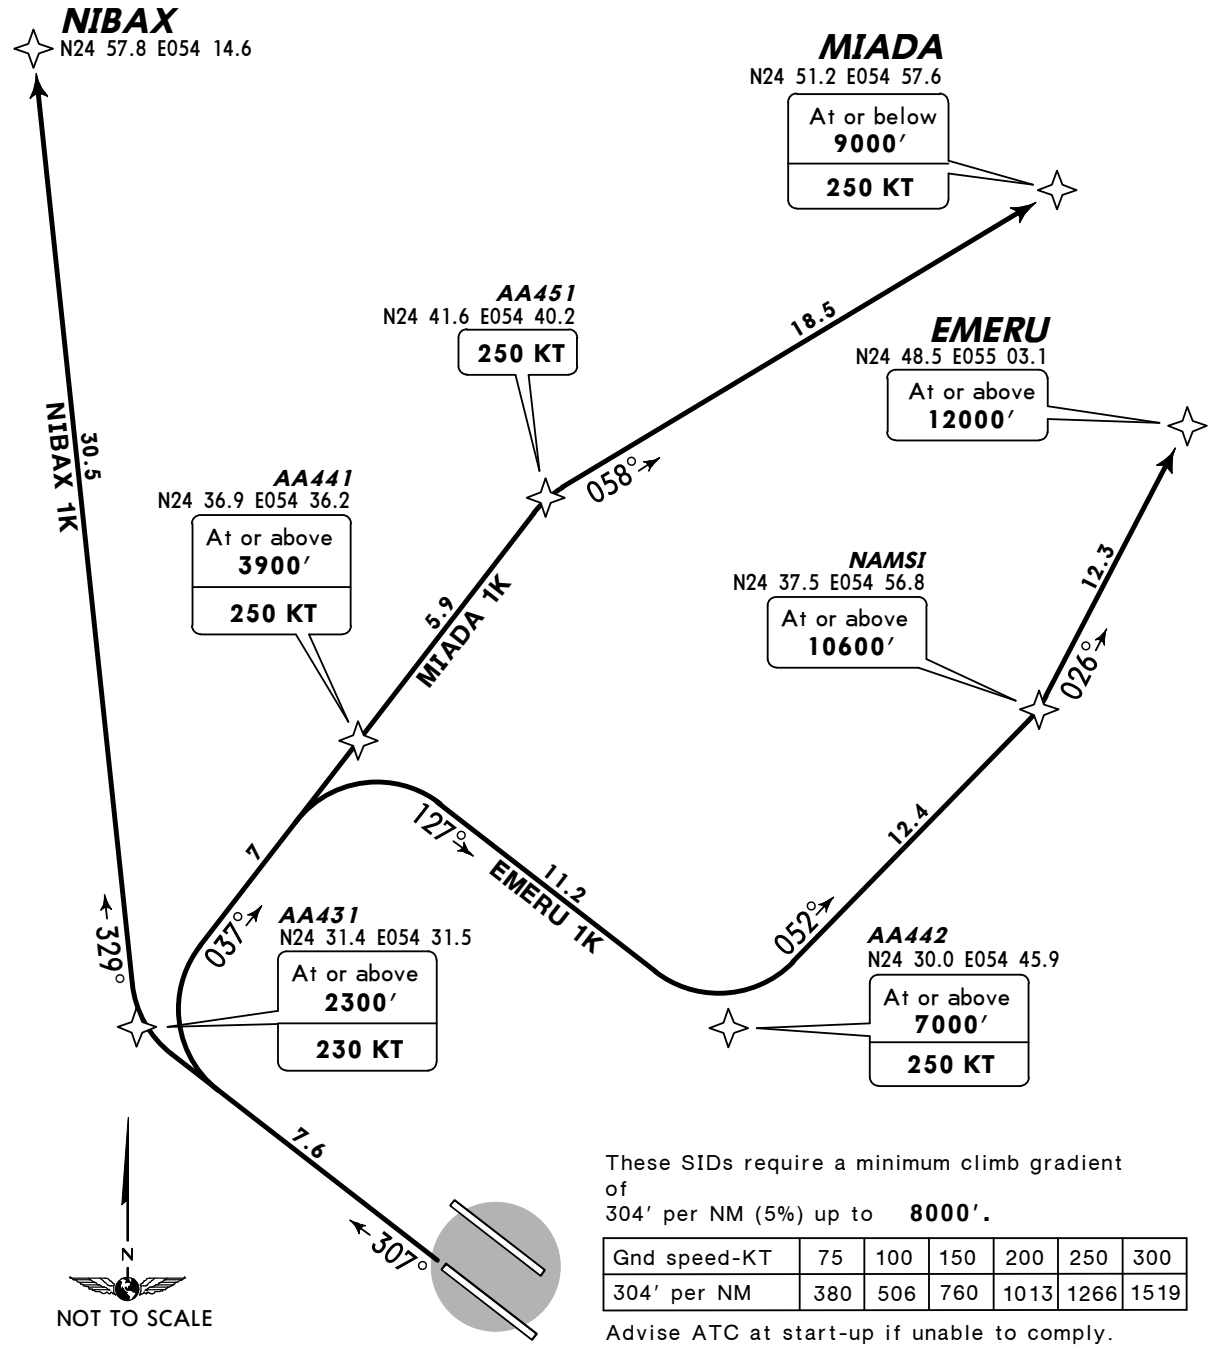 NIBAX
N24 57.8 E054 14.6
MIADA
N24 51.2 E054 57.6
At or below
9000′
250 KT
AA451
N24 41.6 E054 40.2
250 KT
18.5
EMERU
N24 48.5 E055 03.1
At or above
12000′
058°
30.5
NIBAX 1K
AA441
N24 36.9 E054 36.2
At or above
3900′
250 KT
5.9
MIADA 1K
NAMSI
N24 37.5 E054 56.8
At or above
10600′
12.3
026°
127°
11.2
EMERU 1K
12.4
052°
7
037°
329°
AA431
N24 31.4 E054 31.5
At or above
2300′
230 KT
AA442
N24 30.0 E054 45.9
At or above
7000′
250 KT
7.6
307°
N
NOT TO SCALE
These SIDs require a minimum climb gradient
of
304′ per NM (5%) up to 8000′.
Gnd speed-KT 75 100 150 200 250 300
304′ per NM 380 506 760 1013 1266 1519
Advise ATC at start-up if unable to comply.